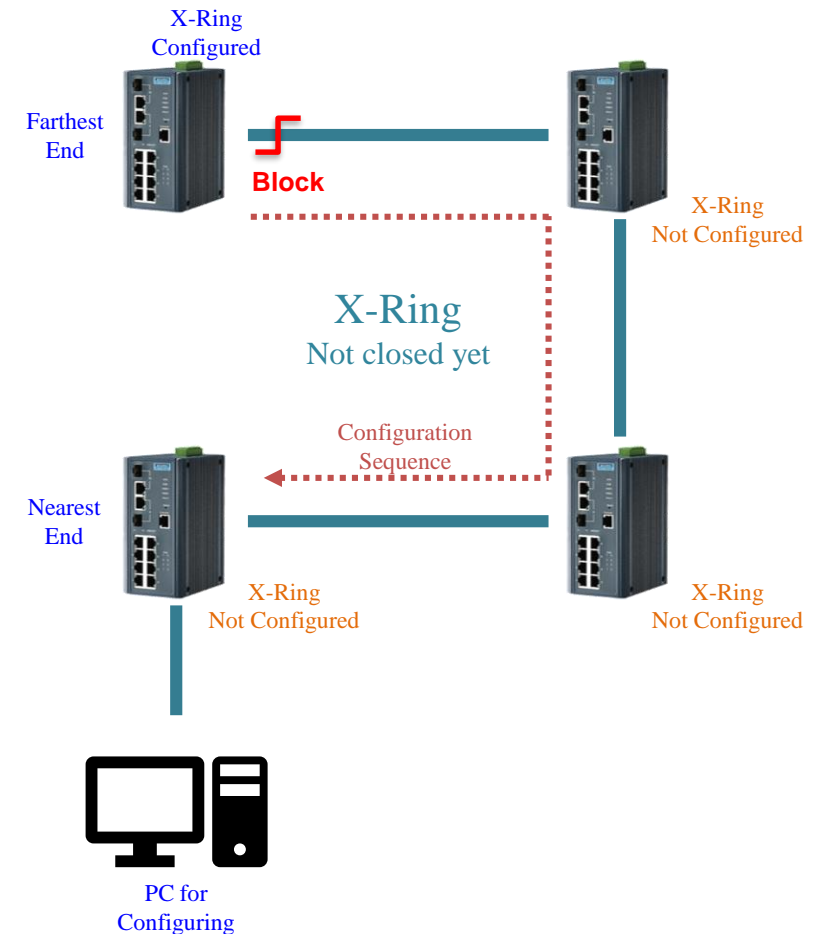 X-Ring
Configured
Farthest
End
Block
X-Ring
Not Configured
X-Ring
Not closed yet
Configuration
Sequence
Nearest
End
X-Ring
Not Configured
X-Ring
Not Configured
PC for
Configuring